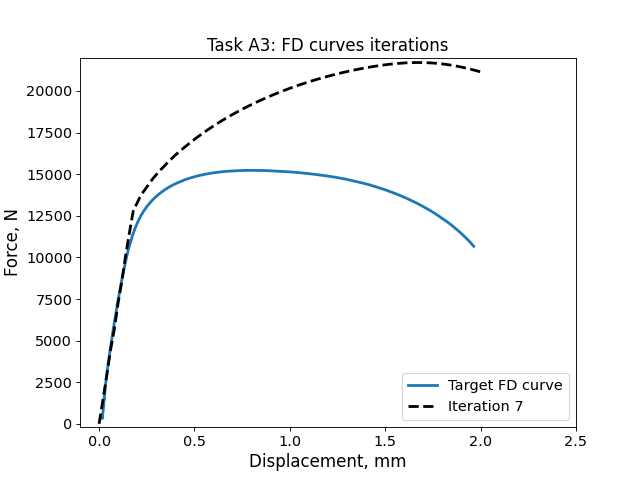 Task A3: FD curves iterations
Force, N
20000
17500
15000
12500
10000
7500
5000
2500
0
0.0 0.5 1.0 1.5 2.0 2.5
Displacement, mm
Target FD curve
Iteration 7